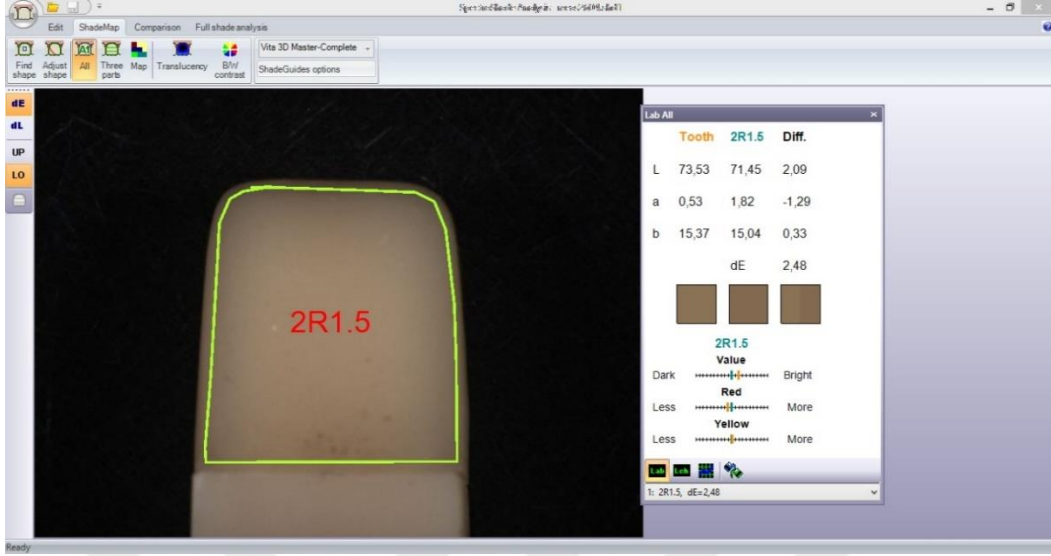 Edit ShadeMap Comparison Full shade analysis
Find shape
Adjust shape
All
Three parts
Map
Translucency
B/W contrast
Vita 3D Master-Complete
ShadeGuides options
dE
dL
UP
LO
2R1.5
Lab All
Tooth 2R1.5 Diff.
L 73,53 71,45 2,09
a 0,53 1,82 -1,29
b 15,37 15,04 0,33
dE 2,48
2R1.5
Value
Dark Bright
Red
Less More
Yellow
Less More
Lab Lch
1: 2R1.5, dE=2,48
Ready